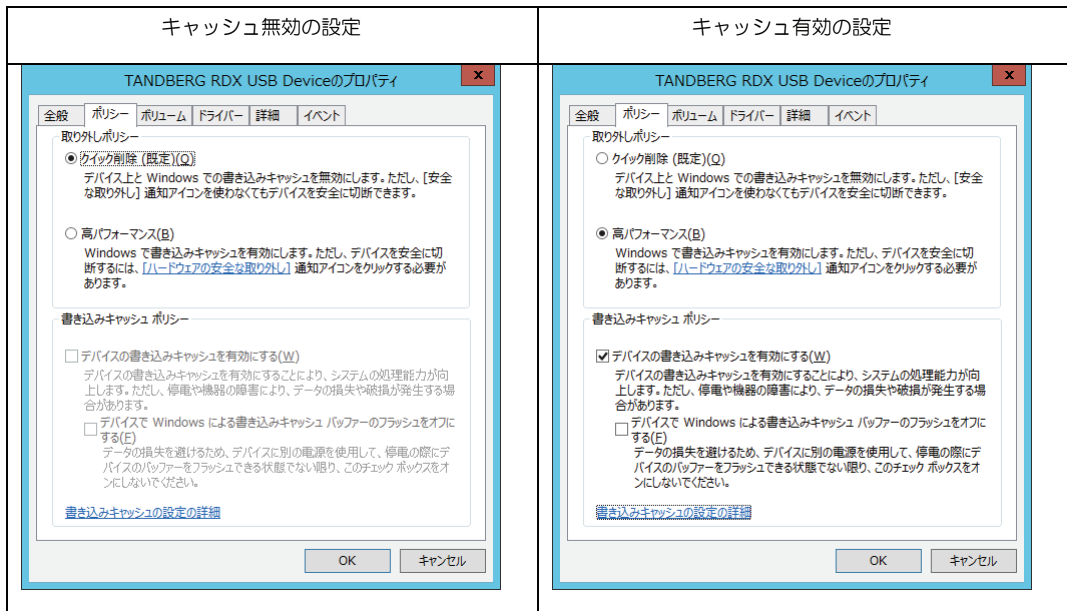 キャッシュ無効の設定
キャッシュ有効の設定
TANDBERG RDX USB Deviceのプロパティ
x
全般 ポリシー ボリューム ドライバー 詳細 イベント
取り外しポリシー
クイック削除 (既定)(Q)
デバイス上と Windows での書き込みキャッシュを無効にします。ただし、[安全
な取り外し] 通知アイコンを使わなくてもデバイスを安全に切断できます。
高パフォーマンス(B)
Windows で書き込みキャッシュを有効にします。ただし、デバイスを安全に切
断するには、[ハードウェアの安全な取り外し] 通知アイコンをクリックする必要が
あります。
書き込みキャッシュ ポリシー
デバイスの書き込みキャッシュを有効にする(W)
デバイスの書き込みキャッシュを有効にすることにより、システムの処理能力が向
上します。ただし、停電や機器の障害により、データの損失や破損が発生する場
合があります。
デバイスで Windows による書き込みキャッシュ バッファーのフラッシュをオフに
する(F)
データの損失を避けるため、デバイスに別の電源を使用して、停電の際にデ
バイスのバッファーをフラッシュできる状態でない限り、このチェック ボックスをオ
ンにしないでください。
書き込みキャッシュの設定の詳細
OK キャンセル
TANDBERG RDX USB Deviceのプロパティ
x
全般 ポリシー ボリューム ドライバー 詳細 イベント
取り外しポリシー
クイック削除 (既定)(Q)
デバイス上と Windows での書き込みキャッシュを無効にします。ただし、[安全
な取り外し] 通知アイコンを使わなくてもデバイスを安全に切断できます。
高パフォーマンス(B)
Windows で書き込みキャッシュを有効にします。ただし、デバイスを安全に切
断するには、[ハードウェアの安全な取り外し] 通知アイコンをクリックする必要が
あります。
書き込みキャッシュ ポリシー
デバイスの書き込みキャッシュを有効にする(W)
デバイスの書き込みキャッシュを有効にすることにより、システムの処理能力が向
上します。ただし、停電や機器の障害により、データの損失や破損が発生する場
合があります。
デバイスで Windows による書き込みキャッシュ バッファーのフラッシュをオフに
する(F)
データの損失を避けるため、デバイスに別の電源を使用して、停電の際にデ
バイスのバッファーをフラッシュできる状態でない限り、このチェック ボックスをオ
ンにしないでください。
書き込みキャッシュの設定の詳細
OK キャンセル